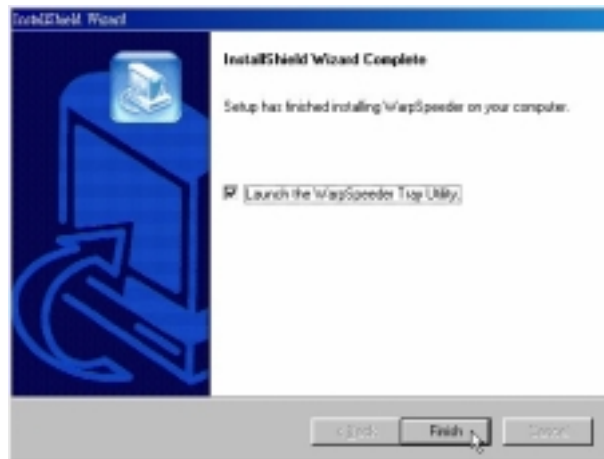 InstallShield Wizard
InstallShield Wizard Complete
Setup has finished installing WarpSpeeder on your computer.
Launch the WarpSpeeder Tray Utility.
< Back
Finish
Cancel